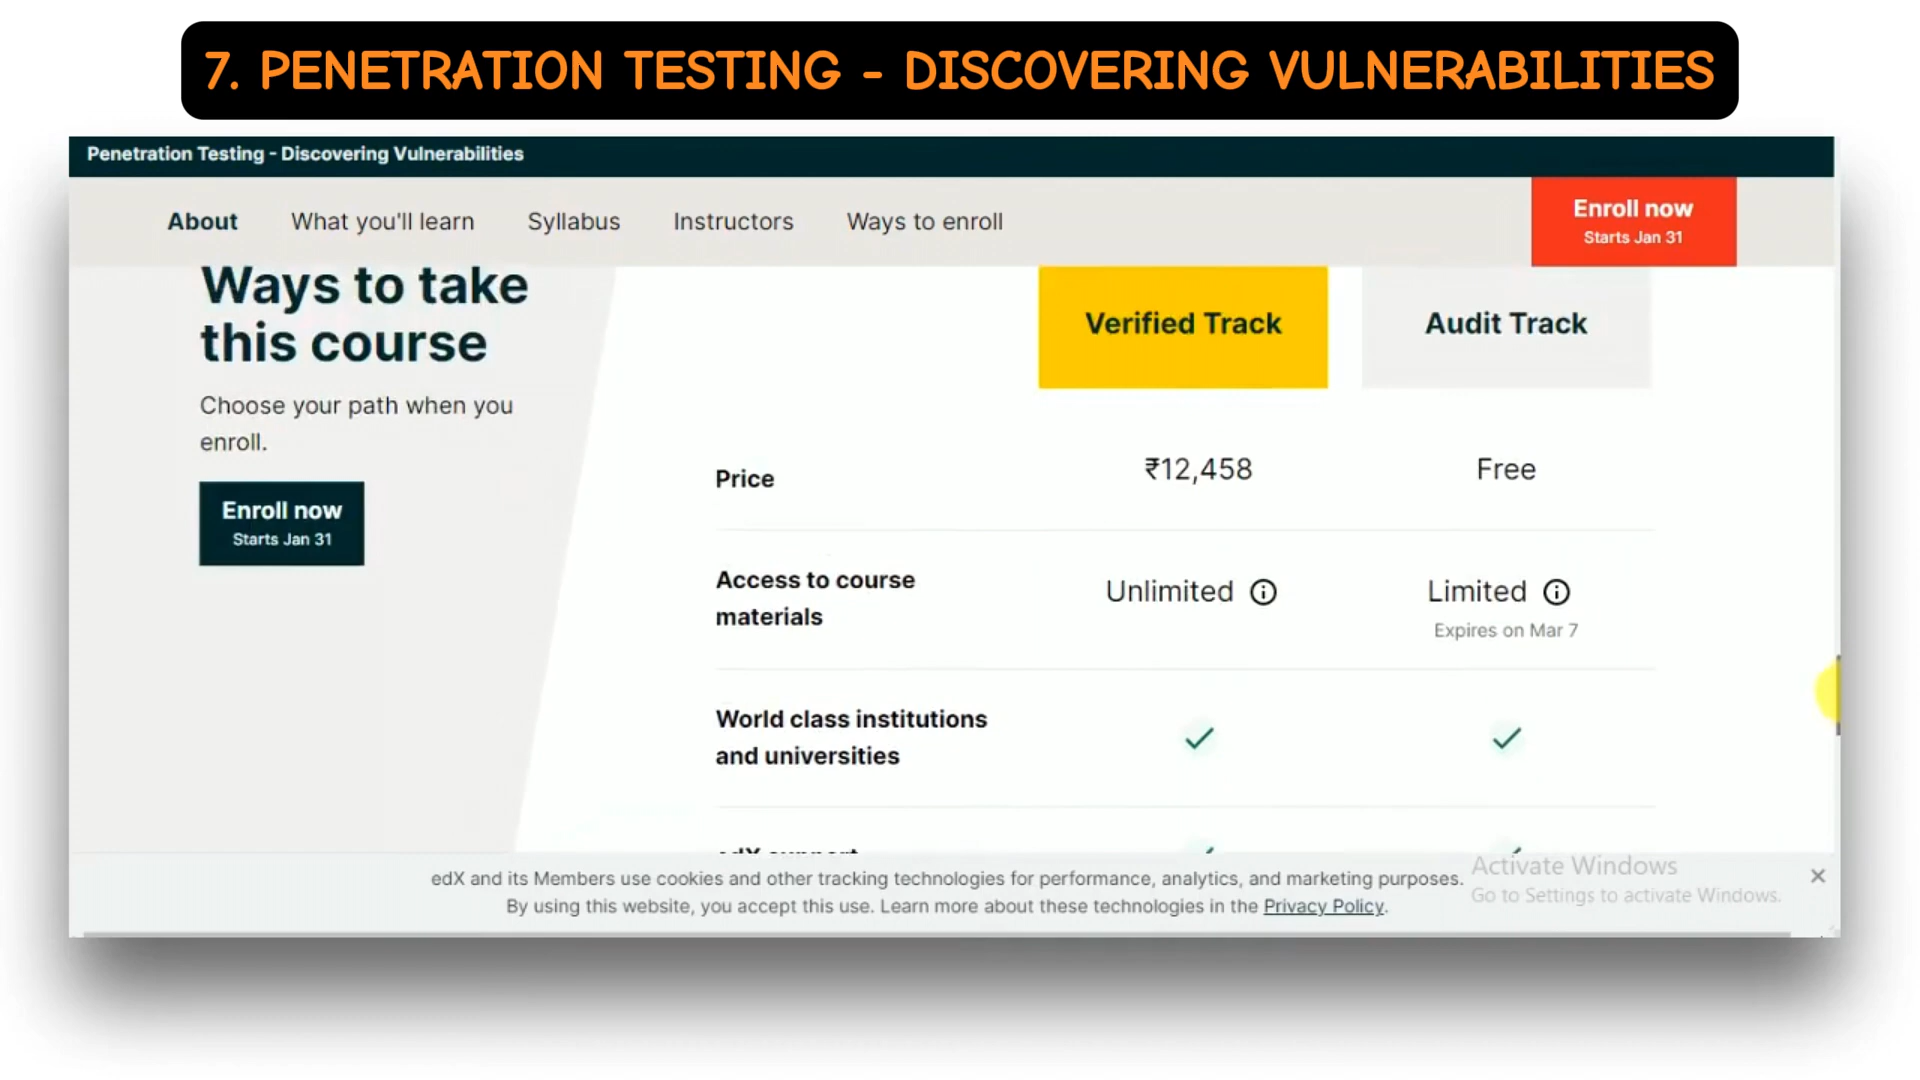 7. PENETRATION TESTING - DISCOVERING VULNERABILITIES
Penetration Testing - Discovering Vulnerabilities
About What you'll learn Syllabus Instructors Ways to enroll
Enroll now
Starts Jan 31
Ways to take
this course
Choose your path when you
enroll.
Enroll now
Starts Jan 31
Verified Track Audit Track
Price ₹12,458 Free
Access to course
materials
Unlimited Limited
Expires on Mar 7
World class institutions
and universities
edX support
edX and its Members use cookies and other tracking technologies for performance, analytics, and marketing purposes.
By using this website, you accept this use. Learn more about these technologies in the Privacy Policy.
Activate Windows
Go to Settings to activate Windows.